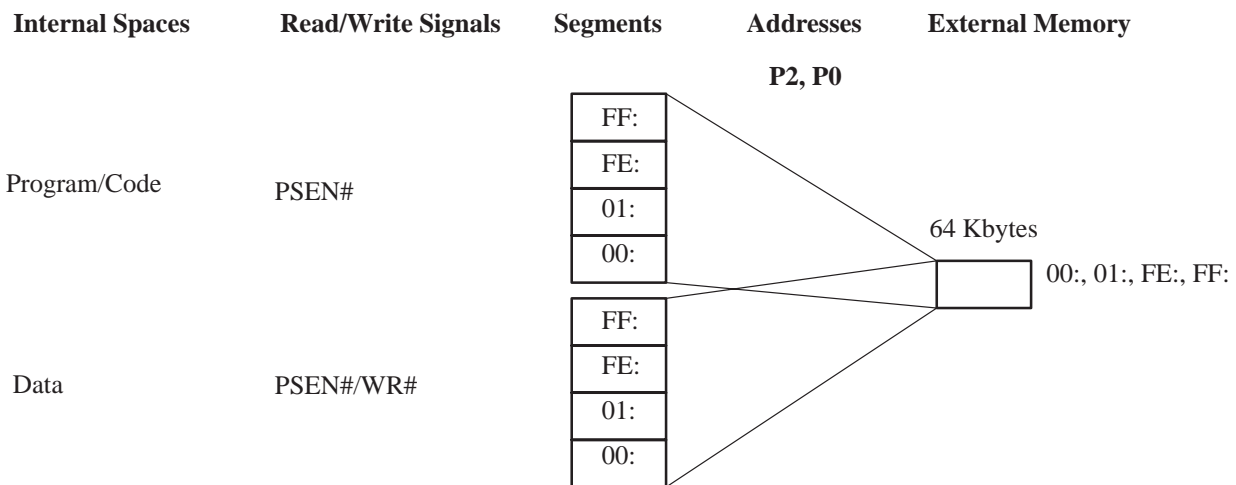 Internal Spaces Read/Write Signals Segments Addresses External Memory
P2, P0
FF:
FE:
Program/Code PSEN#
01:
64 Kbytes
00:
00:, 01:, FE:, FF:
FF:
FE:
Data PSEN#/WR#
01:
00: